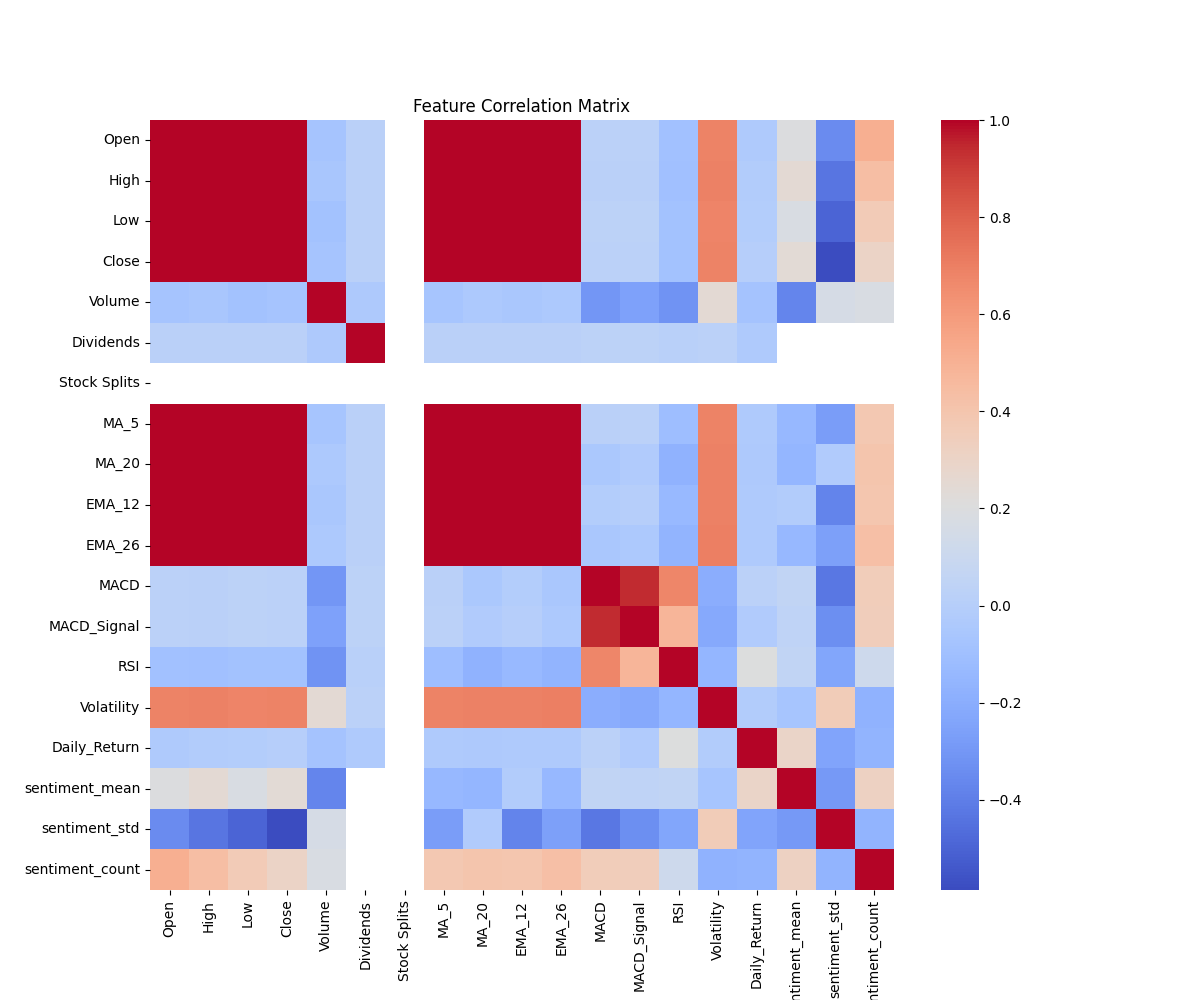 Feature Correlation Matrix
Open
High
Low
Close
Volume
Dividends
Stock Splits
MA_5
MA_20
EMA_12
EMA_26
MACD
MACD_Signal
RSI
Volatility
Daily_Return
sentiment_mean
sentiment_std
sentiment_count
Open
High
Low
Close
Volume
Dividends
Stock Splits
MA_5
MA_20
EMA_12
EMA_26
MACD
MACD_Signal
RSI
Volatility
Daily_Return
ntiment_mean
sentiment_std
ntiment_count
1.0
0.8
0.6
0.4
0.2
0.0
−0.2
−0.4